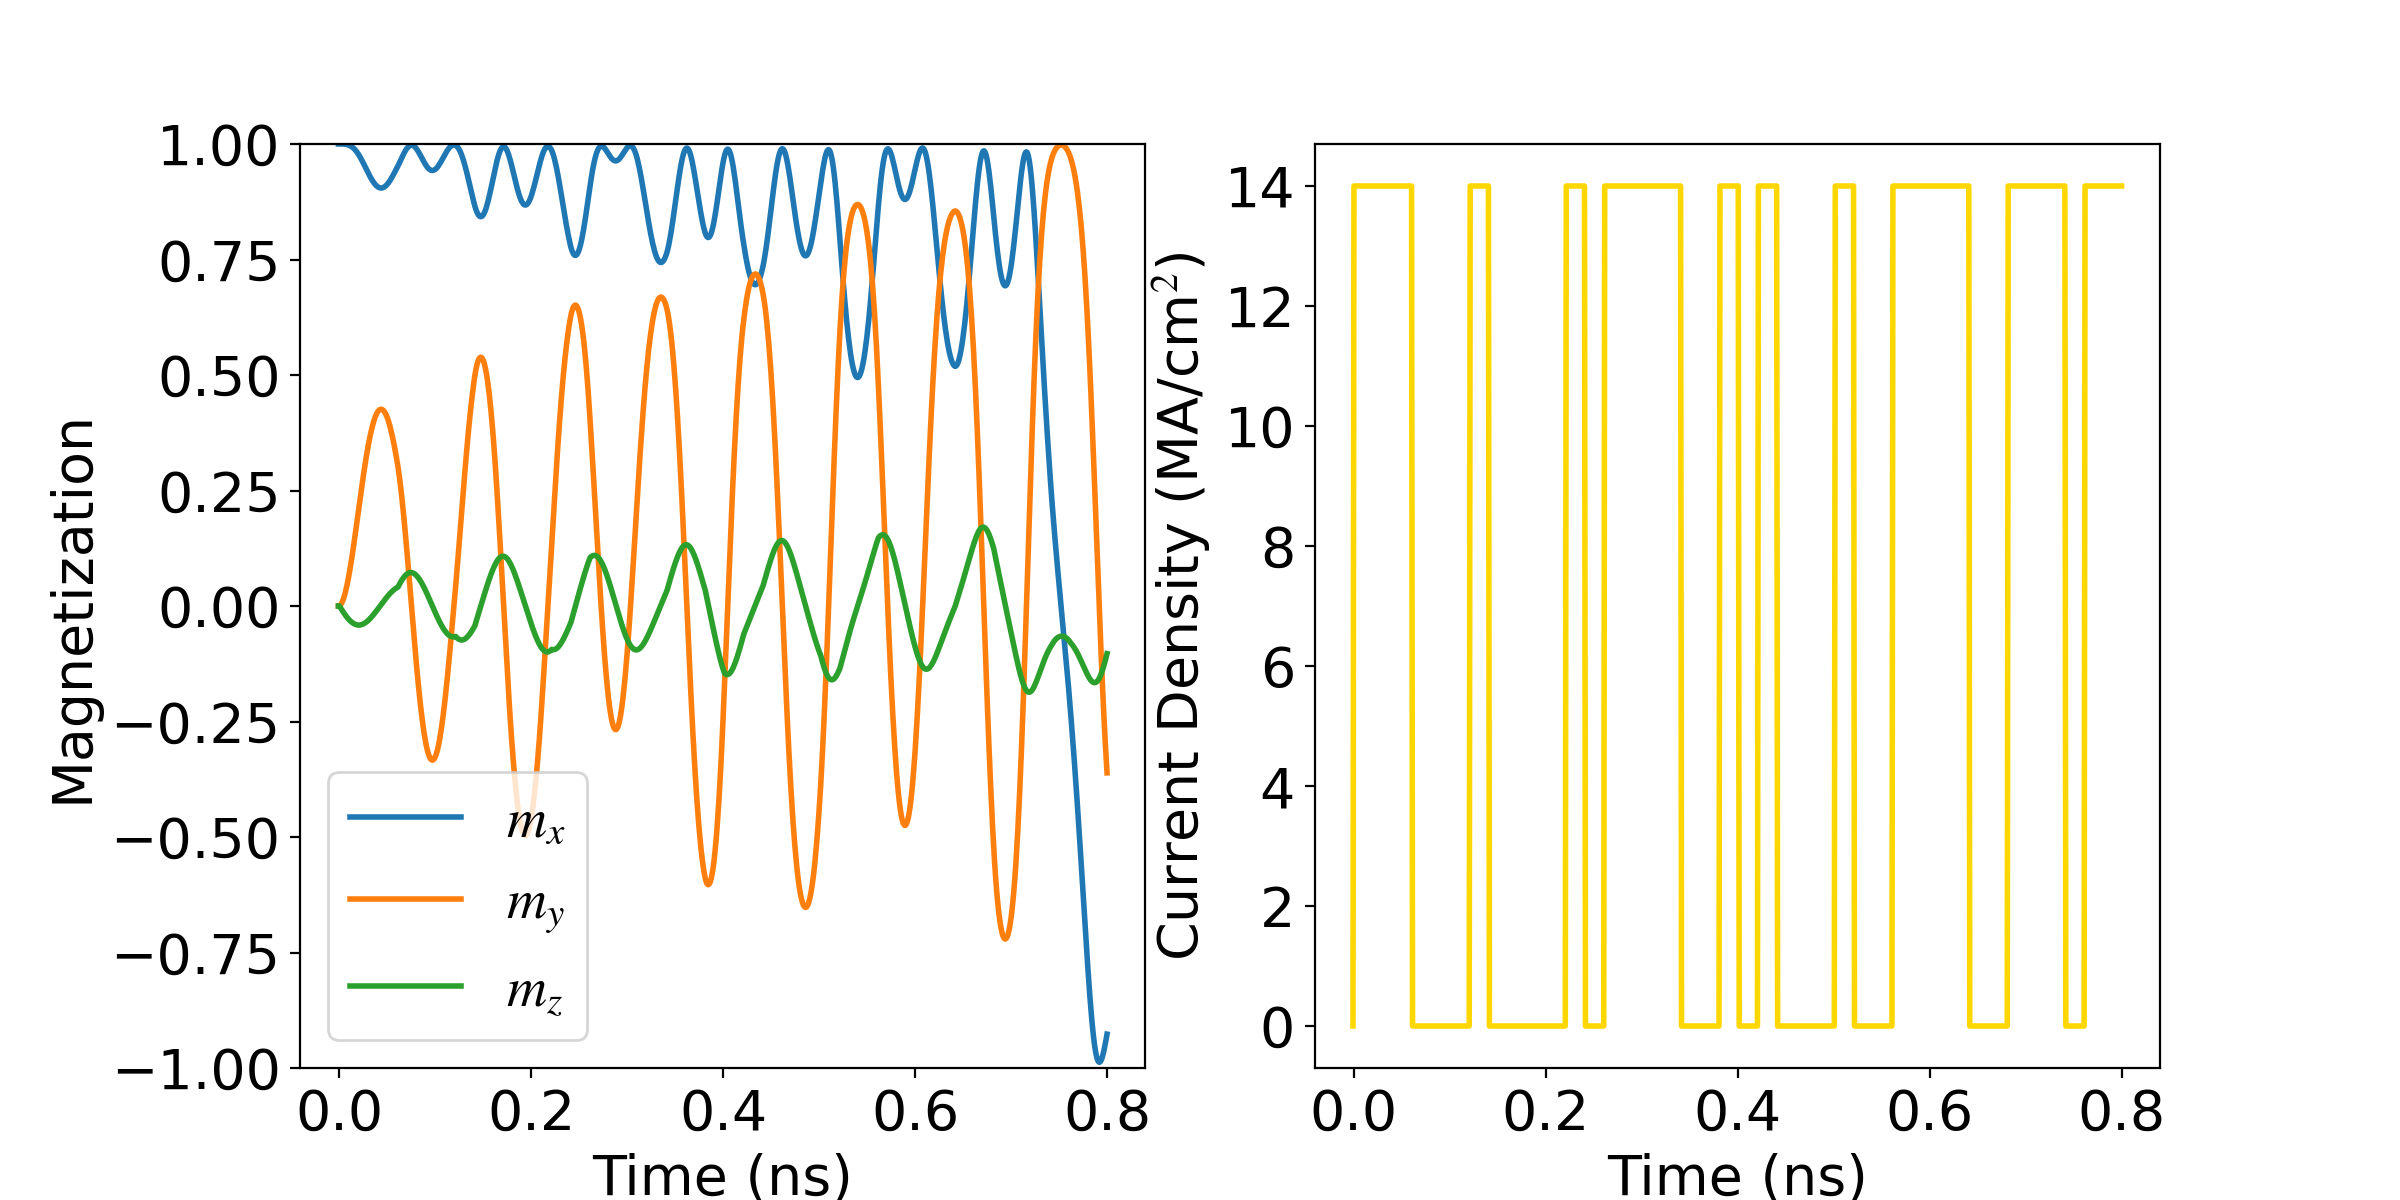 1.00
0.75
0.50
0.25
0.00
−0.25
−0.50
−0.75
−1.00
Magnetization
m_x
m_y
m_z
0.0 0.2 0.4 0.6 0.8
Time (ns)
14
12
10
8
6
4
2
0
Current Density (MA/cm²)
0.0 0.2 0.4 0.6 0.8
Time (ns)